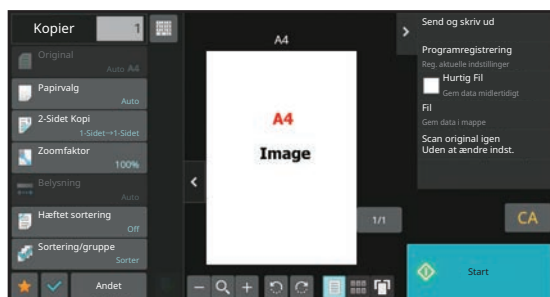 Kopier 1
Original
Auto A4
Papirvalg
Auto
2-Sidet Kopi
1-Sidet→1-Sidet
Zoomfaktor
100%
Belysning
Auto
Hæftet sortering
Off
Sortering/gruppe
Sorter
Andet
A4
A4
Image
1/1
Send og skriv ud
Programregistrering
Reg. aktuelle indstillinger
Hurtig Fil
Gem data midlertidigt
Fil
Gem data i mappe
Scan original igen
Uden at ændre indst.
CA
Start